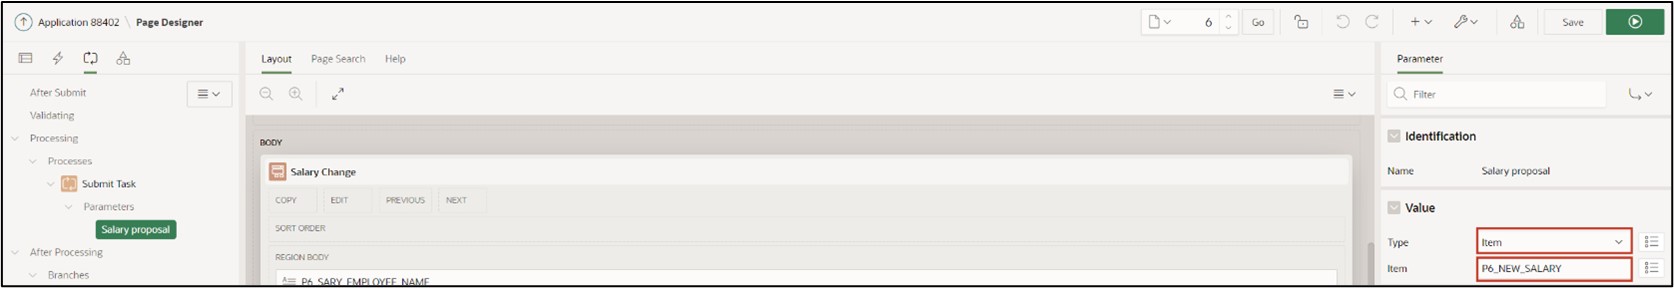 Application 88402 \ Page Designer
6
Go
Save
Layout Page Search Help
Parameter
After Submit
Validating
Processing
Processes
Submit Task
Parameters
Salary proposal
After Processing
Branches
BODY
Salary Change
COPY EDIT PREVIOUS NEXT
SORT ORDER
REGION BODY
P6_SARY_EMPLOYEE_NAME
Filter
Identification
Name Salary proposal
Value
Type Item
Item P6_NEW_SALARY